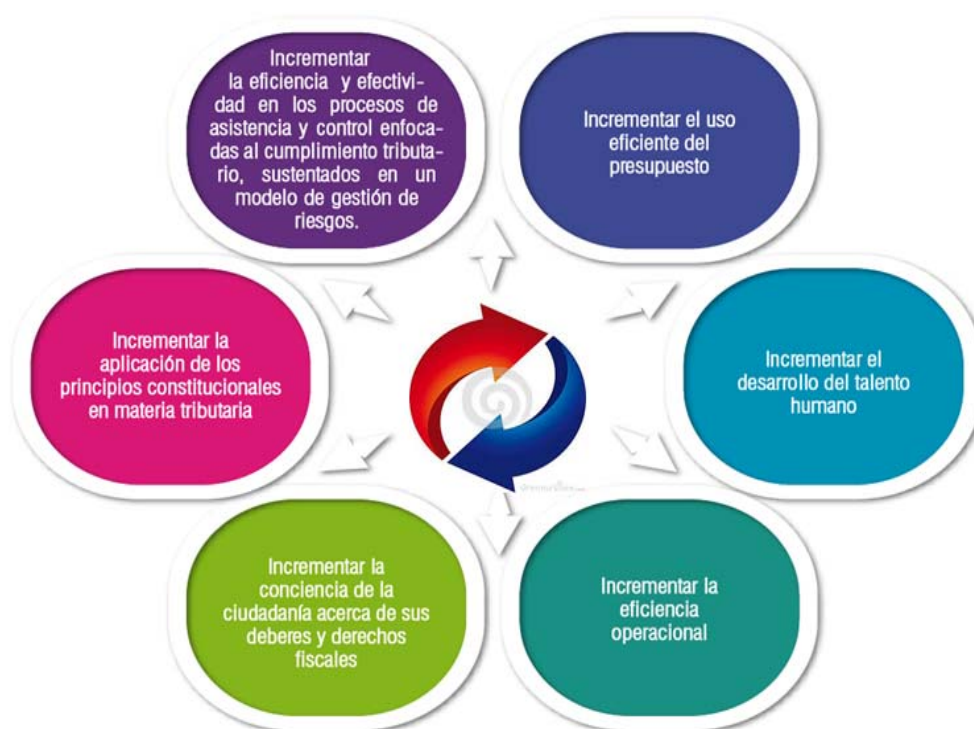 Incrementar
la eficiencia y efectivi-
dad en los procesos de
asistencia y control enfoca-
das al cumplimiento tributa-
rio, sustentados en un
modelo de gestión de
riesgos.
Incrementar el uso
eficiente del
presupuesto
Incrementar la
aplicación de los
principios constitucionales
en materia tributaria
Incrementar el
desarrollo del talento
humano
Incrementar la
conciencia de la
ciudadanía acerca de sus
deberes y derechos
fiscales
Incrementar la
eficiencia
operacional